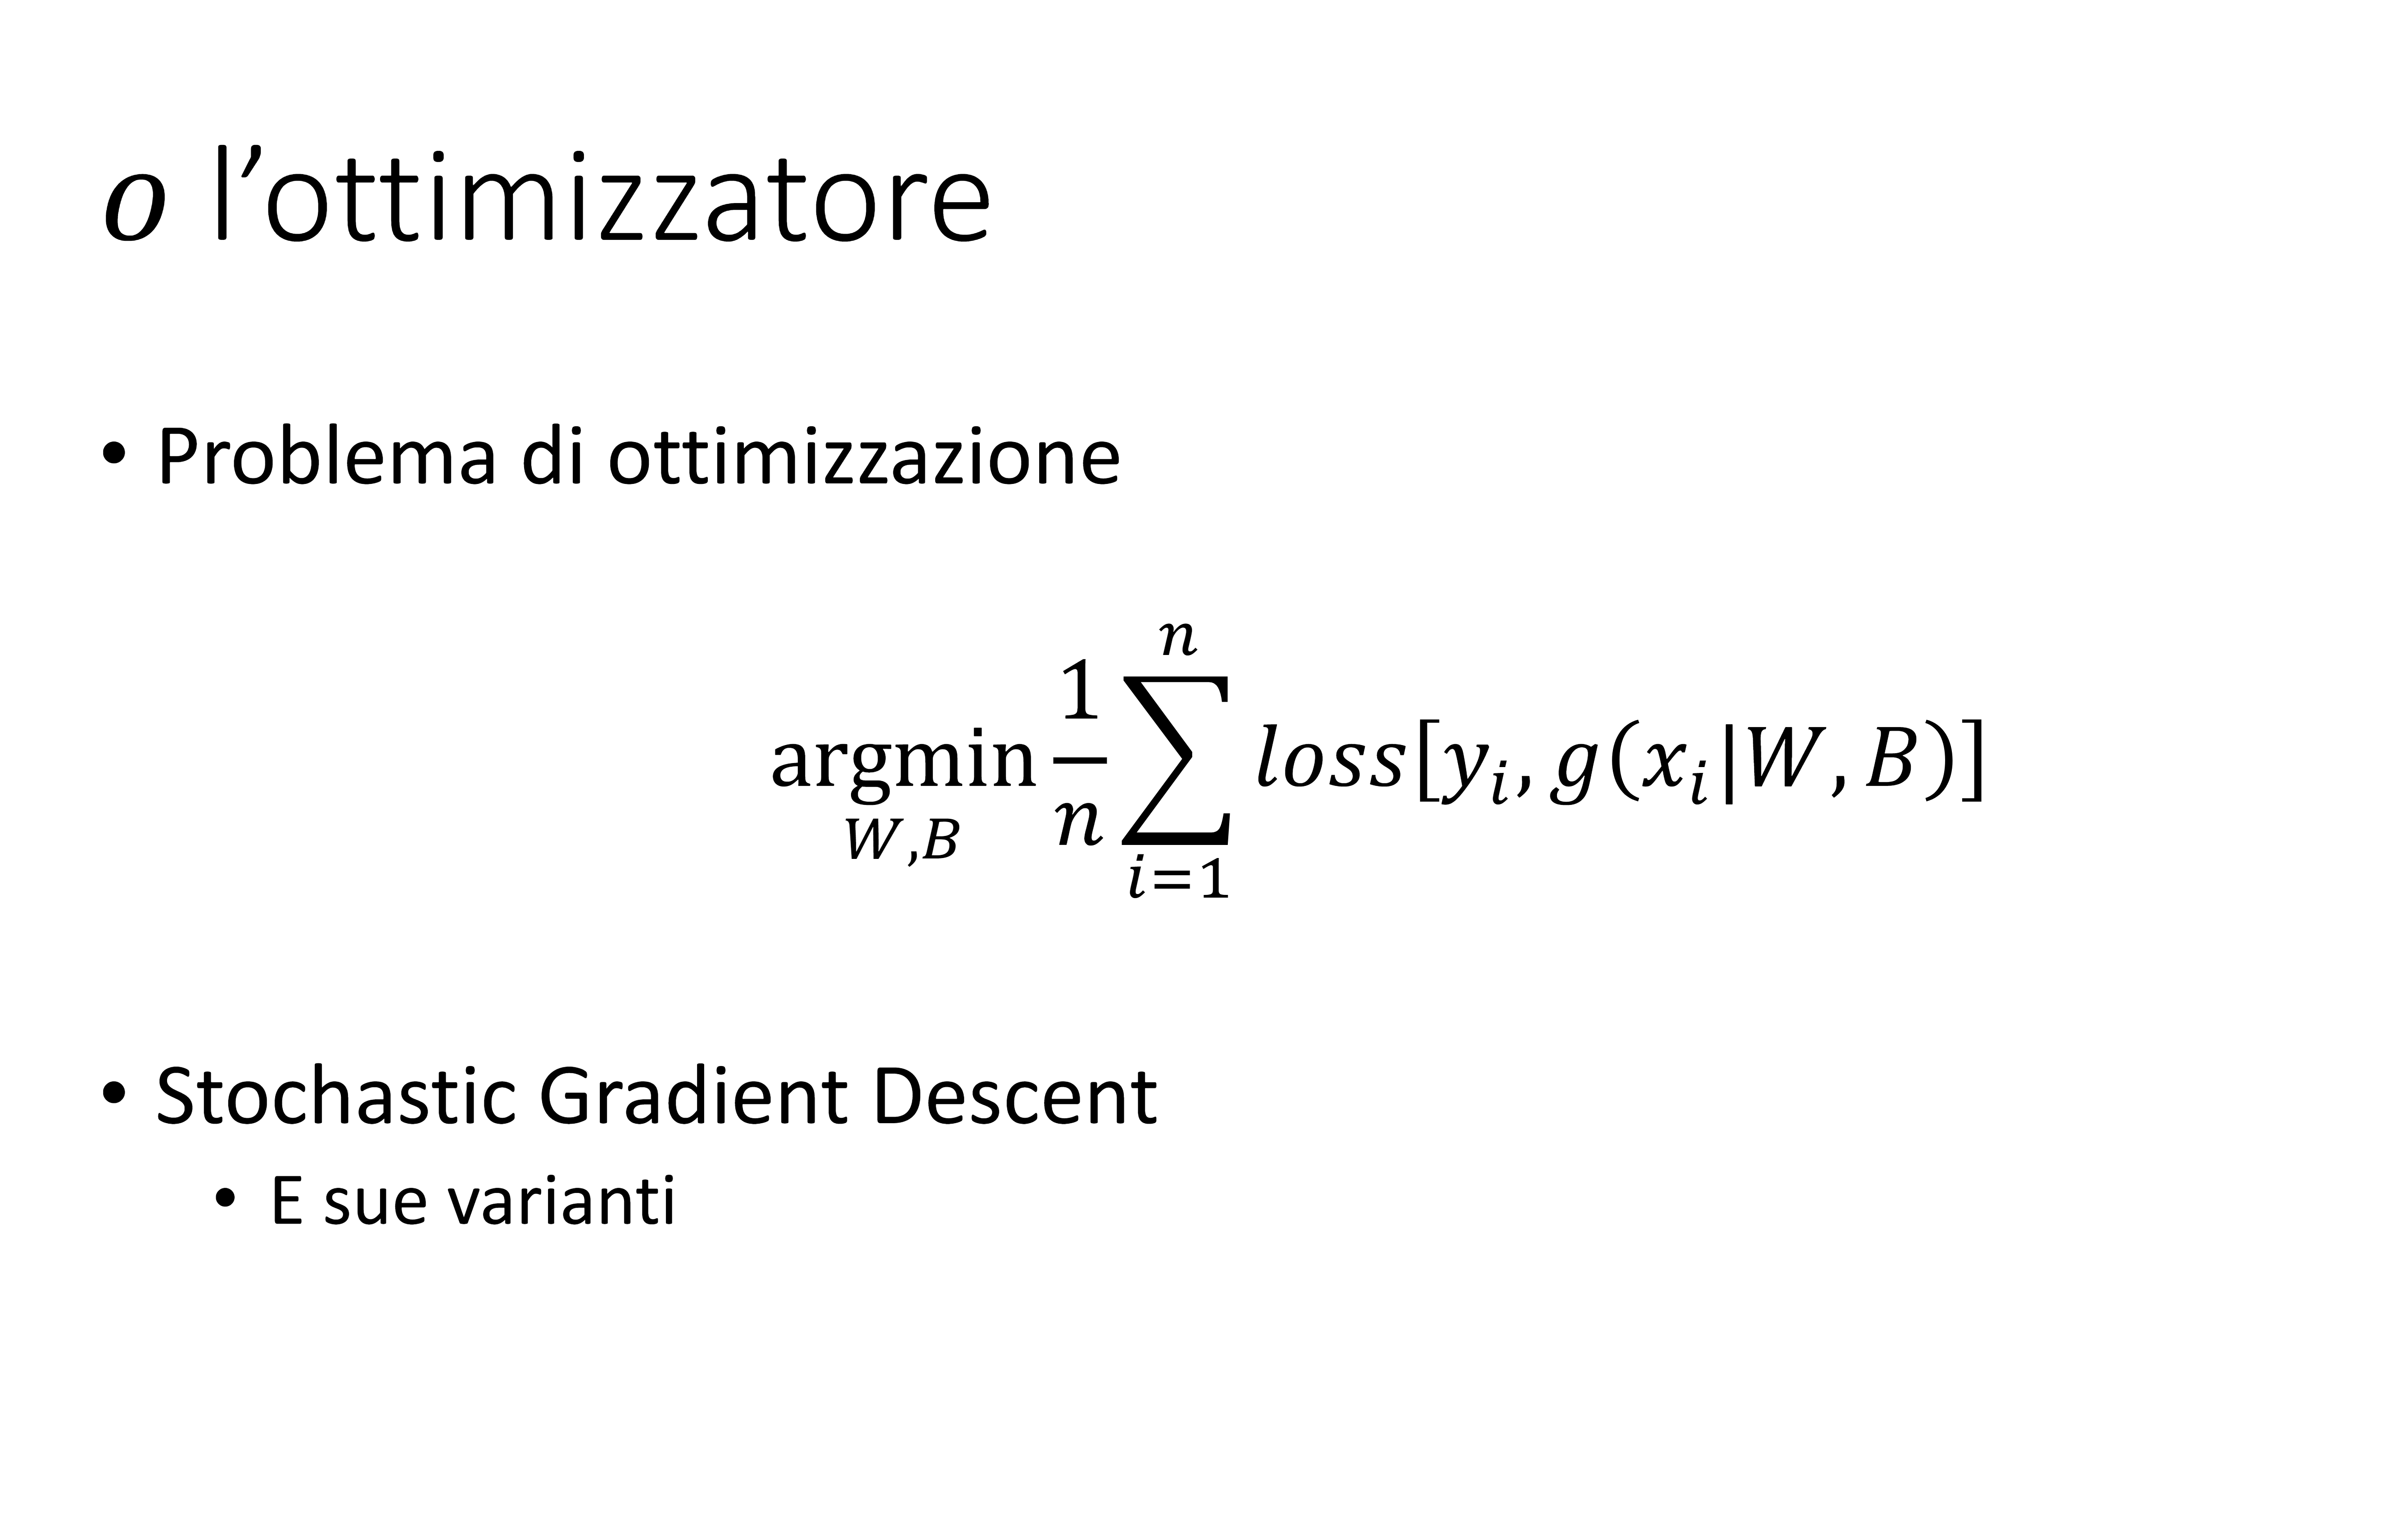 o l’ottimizzatore
• Problema di ottimizzazione
$$\underset{W,B}{\operatorname{argmin}} \frac{1}{n} \sum_{i=1}^{n} loss[y_i, g(x_i|W,B)]$$
• Stochastic Gradient Descent
• E sue varianti